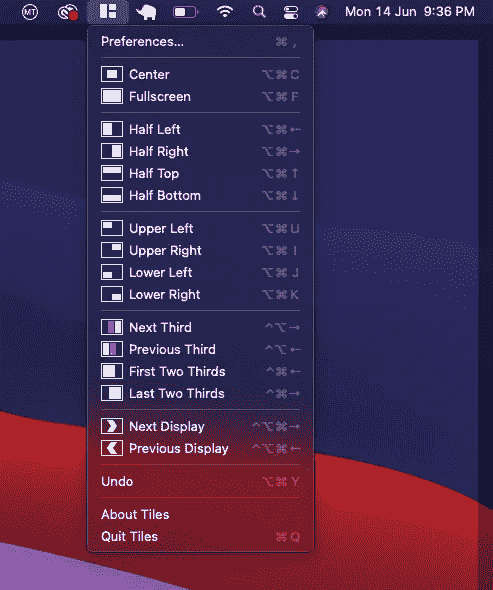 MT Mon 14 Jun 9:36 PM
Preferences... ⌘ ,
Center ⌥⌘ C
Fullscreen ⌥⌘ F
Half Left ⌥⌘←
Half Right ⌥⌘→
Half Top ⌥⌘↑
Half Bottom ⌥⌘↓
Upper Left ⌥⌘ U
Upper Right ⌥⌘ I
Lower Left ⌥⌘ J
Lower Right ⌥⌘ K
Next Third ^⌥→
Previous Third ^⌥←
First Two Thirds ^⌘←
Last Two Thirds ^⌘→
Next Display ^⌥⌘→
Previous Display ^⌥⌘←
Undo ⌥⌘ Y
About Tiles
Quit Tiles ⌘ Q